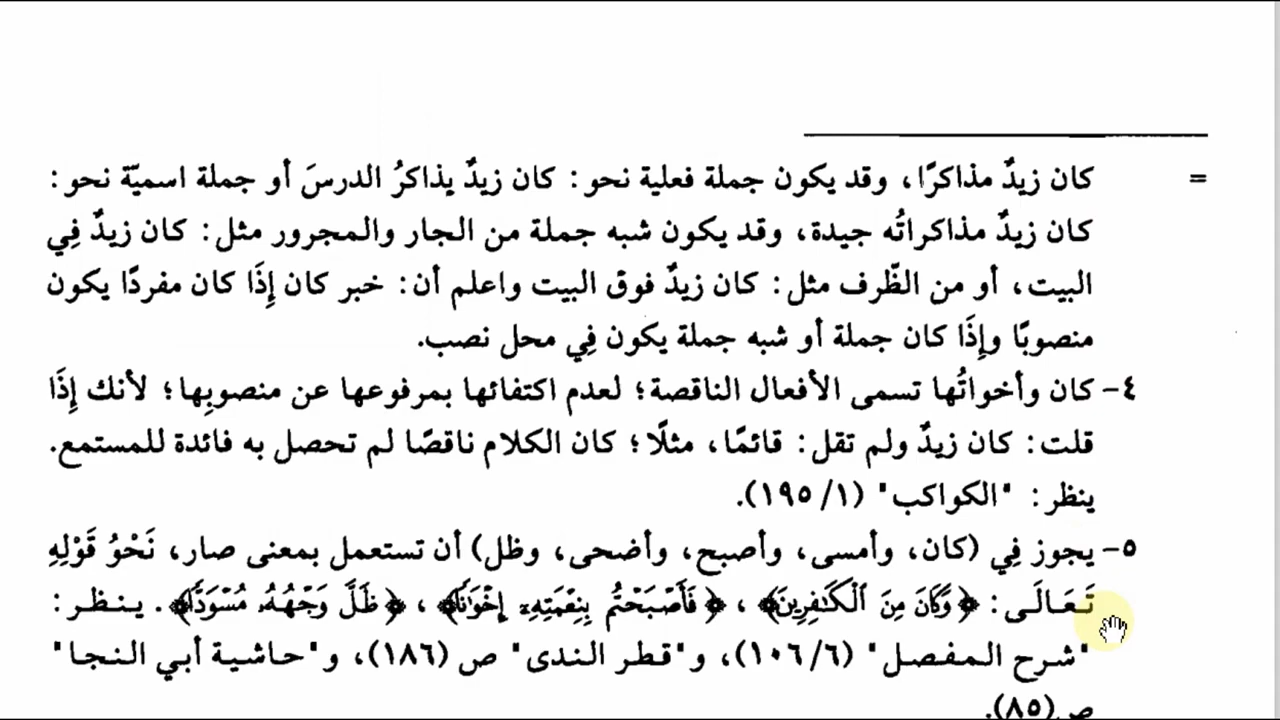 = كان زيدٌ مذاكرًا، وقد يكون جملة فعلية نحو: كان زيدٌ يذاكرُ الدرسَ أو جملة اسميّة نحو:
كان زيدٌ مذاكراتُه جيدة، وقد يكون شبه جملة من الجار والمجرور مثل: كان زيدٌ فِي
البيت، أو من الظّرف مثل: كان زيدٌ فوق البيت واعلم أن: خبر كان إِذَا كان مفردًا يكون
منصوبًا وإِذَا كان جملة أو شبه جملة يكون فِي محل نصب.
٤- كان وأخواتُها تسمى الأفعال الناقصة؛ لعدم اكتفائها بمرفوعها عن منصوبِها؛ لأنك إِذَا
قلت: كان زيدٌ ولم تقل: قائمًا، مثلًا؛ كان الكلام ناقصًا لم تحصل به فائدة للمستمع.
ينظر: "الكواكب" (١/ ١٩٥).
٥- يجوز فِي (كان، وأمسى، وأصبح، وأضحى، وظل) أن تستعمل بمعنى صار، نَحْوُ قَوْلِهِ
تَعَالَى: ﴿وَكَانَ مِنَ ٱلْكَٰفِرِينَ﴾، ﴿فَأَصْبَحْتُم بِنِعْمَتِهِۦٓ إِخْوَٰنًا﴾، ﴿ظَلَّ وَجْهُهُۥ مُسْوَدًّا﴾. ينظر:
"شرح المفصل" (٦/ ١٠٦)، و"قطر الندى" ص (١٨٦)، و"حاشية أبي النجا"
ص(٨٥).